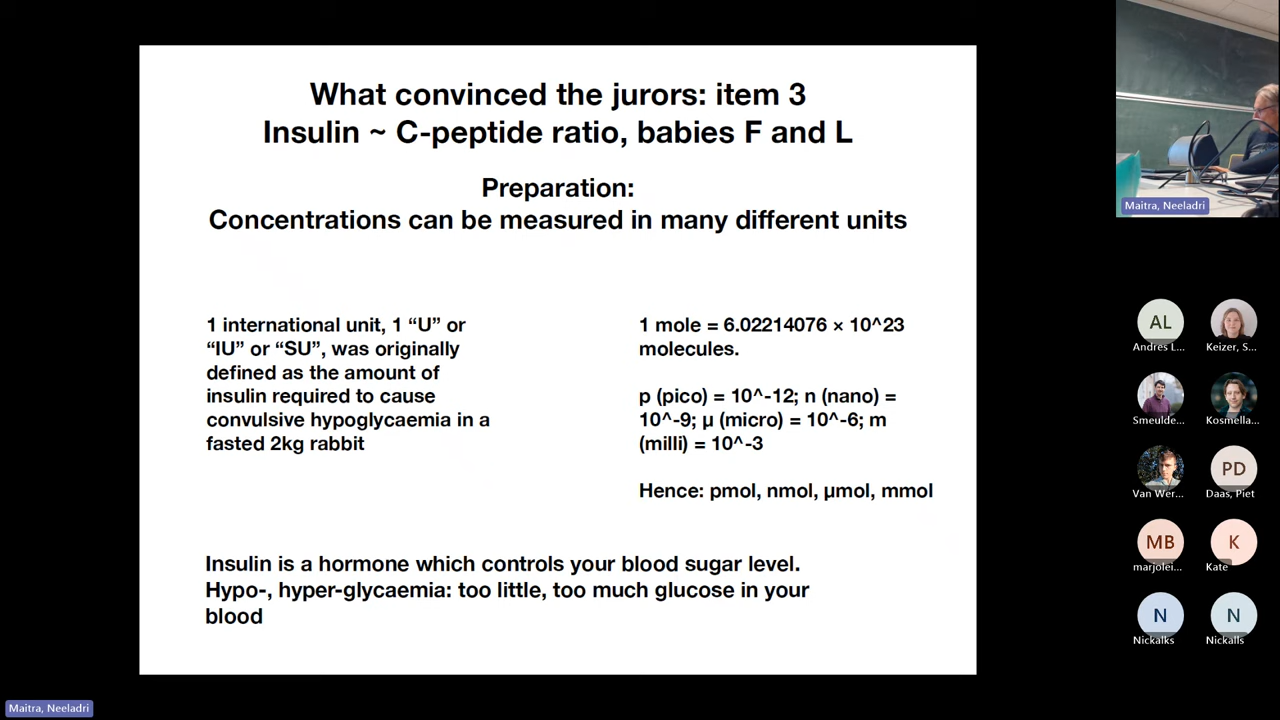 What convinced the jurors: item 3
Insulin ~ C-peptide ratio, babies F and L
Preparation:
Concentrations can be measured in many different units
1 international unit, 1 “U” or
“IU” or “SU”, was originally
defined as the amount of
insulin required to cause
convulsive hypoglycaemia in a
fasted 2kg rabbit
1 mole = 6.02214076 × 10^23
molecules.
p (pico) = 10^-12; n (nano) =
10^-9; µ (micro) = 10^-6; m
(milli) = 10^-3
Hence: pmol, nmol, µmol, mmol
Insulin is a hormone which controls your blood sugar level.
Hypo-, hyper-glycaemia: too little, too much glucose in your
blood
Maitra, Neeladri
AL
Andres L...
Keizer, S...
Smeulde...
Kosmella...
Van Wer...
PD
Daas, Piet
MB
marjolei...
K
Kate
N
Nickalks
N
Nickalls
Maitra, Neeladri